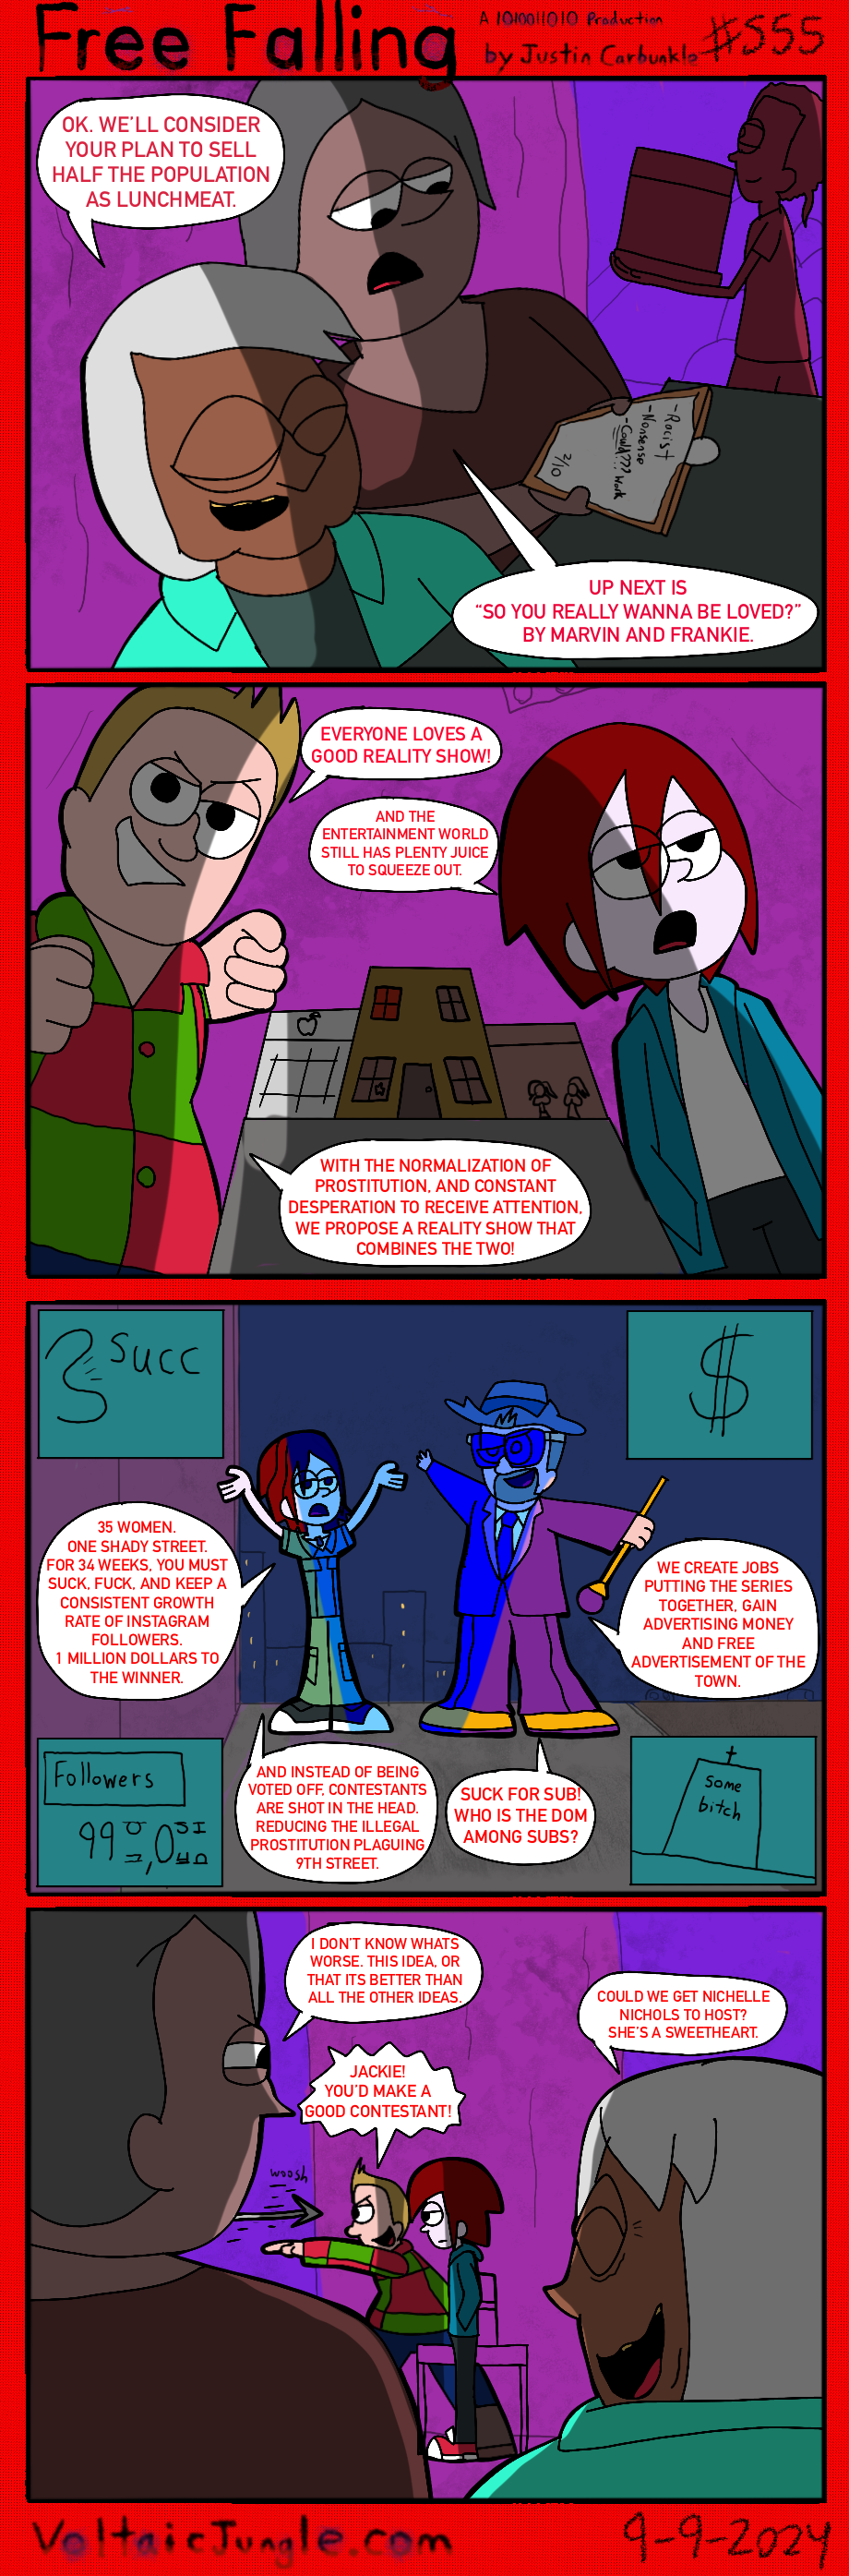 Free Falling
A 1010011010 Production
by Justin Carbunkle
#555
OK. WE'LL CONSIDER
YOUR PLAN TO SELL
HALF THE POPULATION
AS LUNCHMEAT.
-Racist
-Nonsense
-Could??? Work
2/10
UP NEXT IS
“SO YOU REALLY WANNA BE LOVED?”
BY MARVIN AND FRANKIE.
EVERYONE LOVES A
GOOD REALITY SHOW!
AND THE
ENTERTAINMENT WORLD
STILL HAS PLENTY JUICE
TO SQUEEZE OUT.
WITH THE NORMALIZATION OF
PROSTITUTION, AND CONSTANT
DESPERATION TO RECEIVE ATTENTION,
WE PROPOSE A REALITY SHOW THAT
COMBINES THE TWO!
succ
$
35 WOMEN.
ONE SHADY STREET.
FOR 34 WEEKS, YOU MUST
SUCK, FUCK, AND KEEP A
CONSISTENT GROWTH
RATE OF INSTAGRAM
FOLLOWERS.
1 MILLION DOLLARS TO
THE WINNER.
WE CREATE JOBS
PUTTING THE SERIES
TOGETHER, GAIN
ADVERTISING MONEY
AND FREE
ADVERTISEMENT OF THE
TOWN.
Followers
AND INSTEAD OF BEING
VOTED OFF, CONTESTANTS
ARE SHOT IN THE HEAD.
REDUCING THE ILLEGAL
PROSTITUTION PLAGUING
9TH STREET.
SUCK FOR SUB!
WHO IS THE DOM
AMONG SUBS?
some
bitch
I DON'T KNOW WHATS
WORSE. THIS IDEA, OR
THAT ITS BETTER THAN
ALL THE OTHER IDEAS.
COULD WE GET NICHELLE
NICHOLS TO HOST?
SHE'S A SWEETHEART.
JACKIE!
YOU'D MAKE A
GOOD CONTESTANT!
woosh
VoltaicJungle.com
9-9-2024